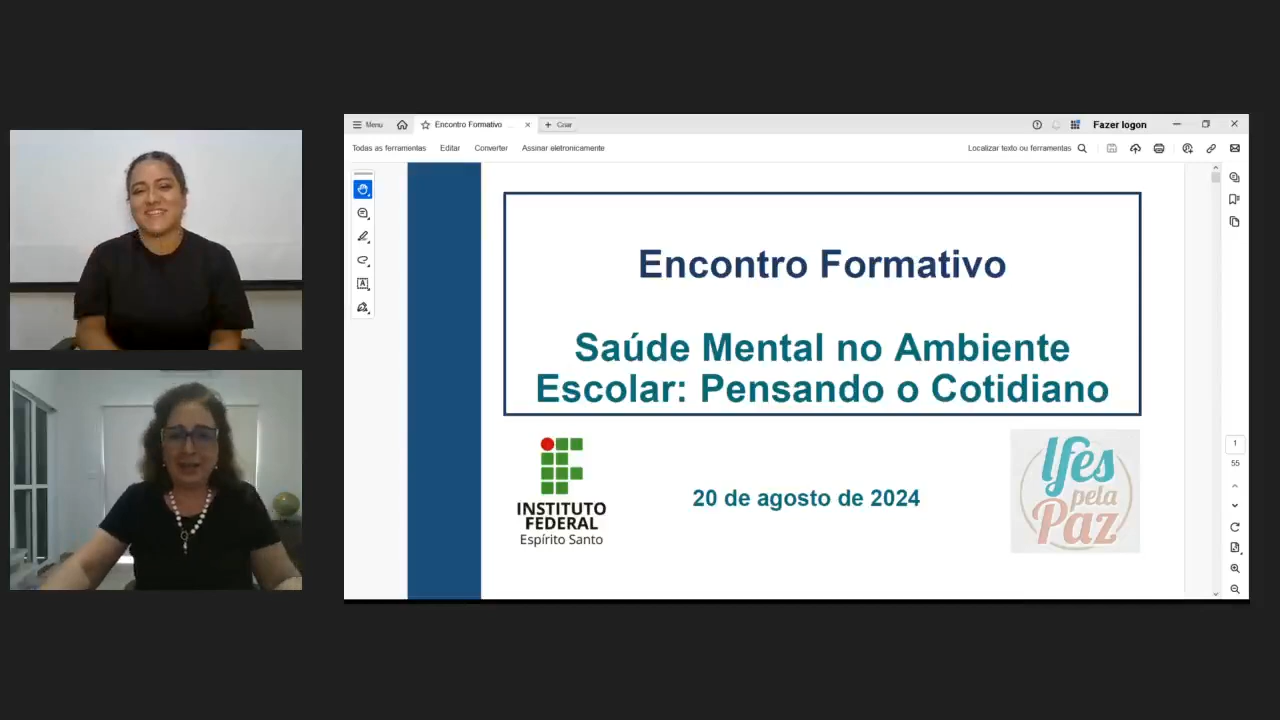 Menu
Encontro Formativo ...
Criar
Fazer logon
Todas as ferramentas
Editar
Converter
Assinar eletronicamente
Localizar texto ou ferramentas
Encontro Formativo
Saúde Mental no Ambiente
Escolar: Pensando o Cotidiano
INSTITUTO
FEDERAL
Espírito Santo
20 de agosto de 2024
Ifes
pela
Paz
1
55